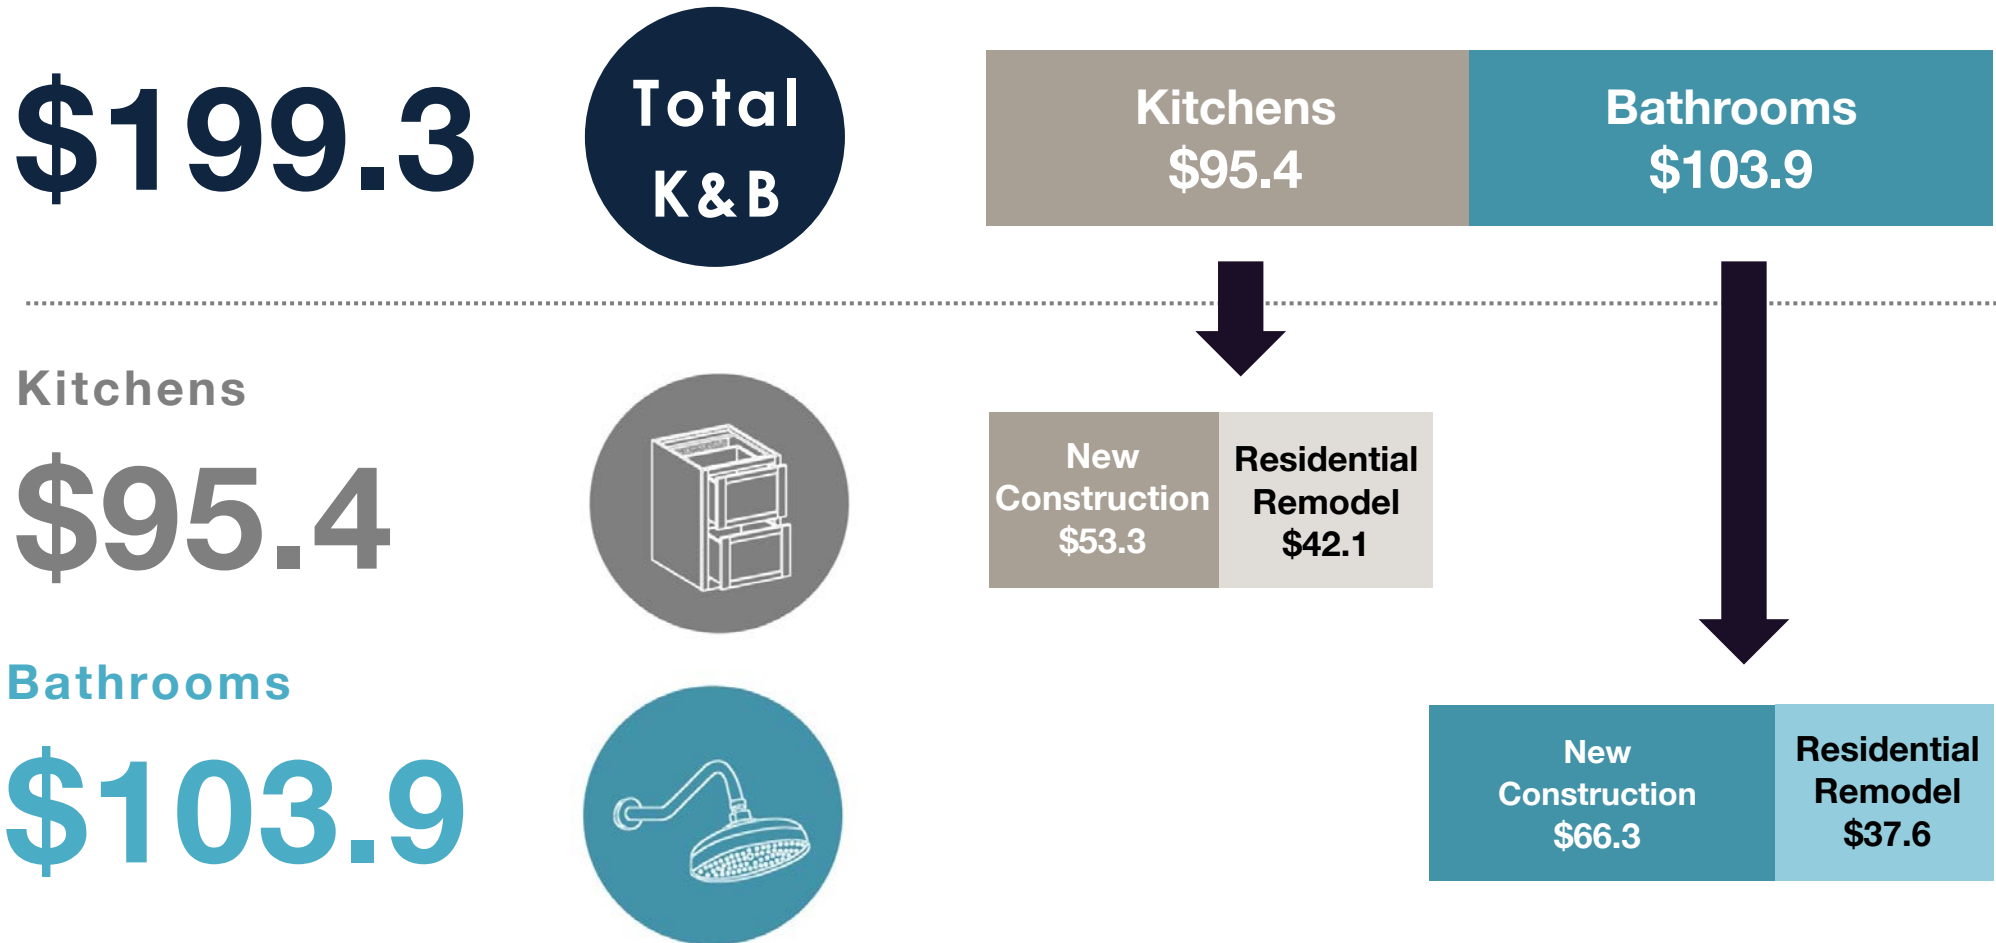 $199.3
Total
K&B
Kitchens
$95.4
Bathrooms
$103.9
Kitchens
$95.4
New
Construction
$53.3
Residential
Remodel
$42.1
Bathrooms
$103.9
New
Construction
$66.3
Residential
Remodel
$37.6